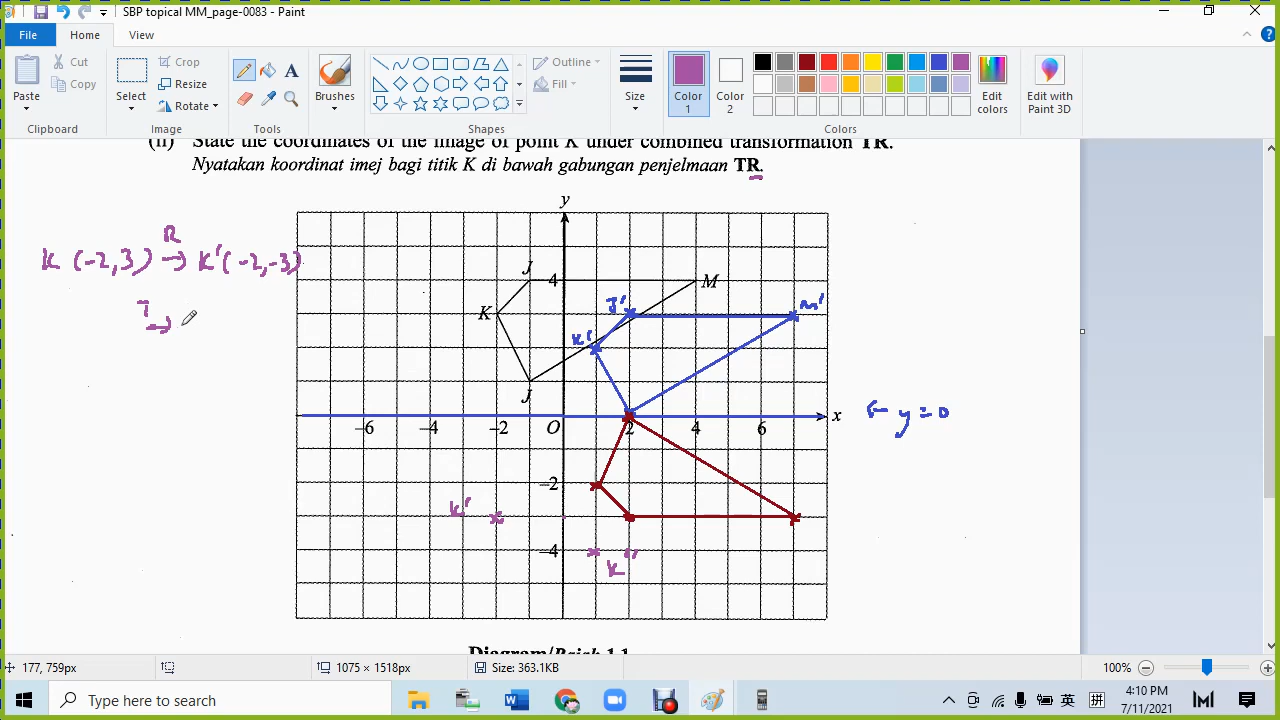 SBP topical MM_page-0083 - Paint
File Home View
Paste Cut Copy
Clipboard
Select Crop Resize Rotate
Image
A
Tools
Brushes
Outline Fill
Shapes
Size
Color 1 Color 2
Edit colors
Colors
Edit with Paint 3D
(ii) State the coordinates of the image of point K under combined transformation TR.
Nyatakan koordinat imej bagi titik K di bawah gabungan penjelmaan TR.
y
R
K (-2,3) → K'(-2,-3)
T
→
J 4 M
K J' M'
K'
J
–6 –4 –2 O 2 4 6 x
← y = 0
–2
K'
–4
K''
Diagram/Rajah 1.1
177, 759px 1075 × 1518px Size: 363.1KB 100%
Type here to search
英 拼
4:10 PM
7/11/2021